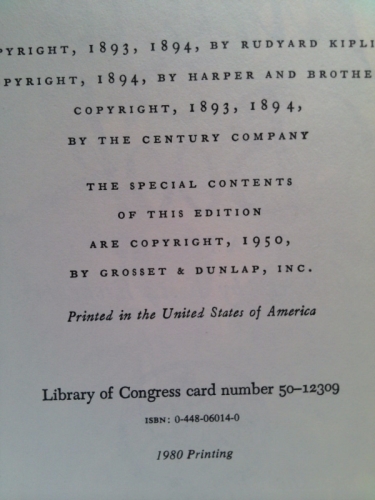 PYRIGHT, 1893, 1894, BY RUDYARD KIPLI
PYRIGHT, 1894, BY HARPER AND BROTHE
COPYRIGHT, 1893, 1894,
BY THE CENTURY COMPANY
THE SPECIAL CONTENTS
OF THIS EDITION
ARE COPYRIGHT, 1950,
BY GROSSET & DUNLAP, INC.
Printed in the United States of America
Library of Congress card number 50–12309
ISBN: 0-448-06014-0
1980 Printing